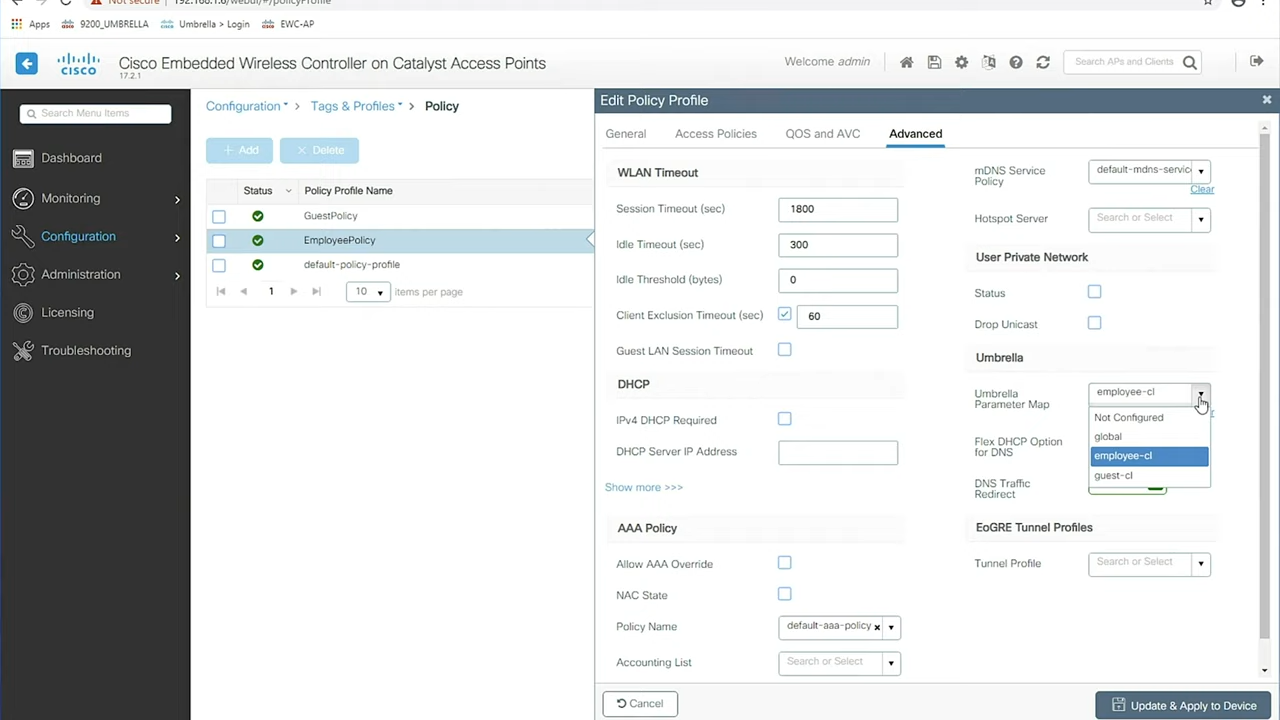 Not secure
192.168.1.6/webui/#/policyProfile
Apps
9200_UMBRELLA
Umbrella > Login
EWC-AP
CISCO
Cisco Embedded Wireless Controller on Catalyst Access Points
17.2.1
Welcome admin
Search APs and Clients
Search Menu Items
Dashboard
Monitoring
Configuration
Administration
Licensing
Troubleshooting
Configuration > Tags & Profiles > Policy
+ Add
× Delete
Status
Policy Profile Name
GuestPolicy
EmployeePolicy
default-policy-profile
1
10
items per page
Edit Policy Profile
General
Access Policies
QOS and AVC
Advanced
WLAN Timeout
Session Timeout (sec)
1800
Idle Timeout (sec)
300
Idle Threshold (bytes)
0
Client Exclusion Timeout (sec)
60
Guest LAN Session Timeout
DHCP
IPv4 DHCP Required
DHCP Server IP Address
Show more >>>
AAA Policy
Allow AAA Override
NAC State
Policy Name
default-aaa-policy
Accounting List
Search or Select
mDNS Service
Policy
default-mdns-servic
Clear
Hotspot Server
Search or Select
User Private Network
Status
Drop Unicast
Umbrella
Umbrella
Parameter Map
employee-cl
Not Configured
global
employee-cl
guest-cl
Flex DHCP Option
for DNS
DNS Traffic
Redirect
EoGRE Tunnel Profiles
Tunnel Profile
Search or Select
Cancel
Update & Apply to Device